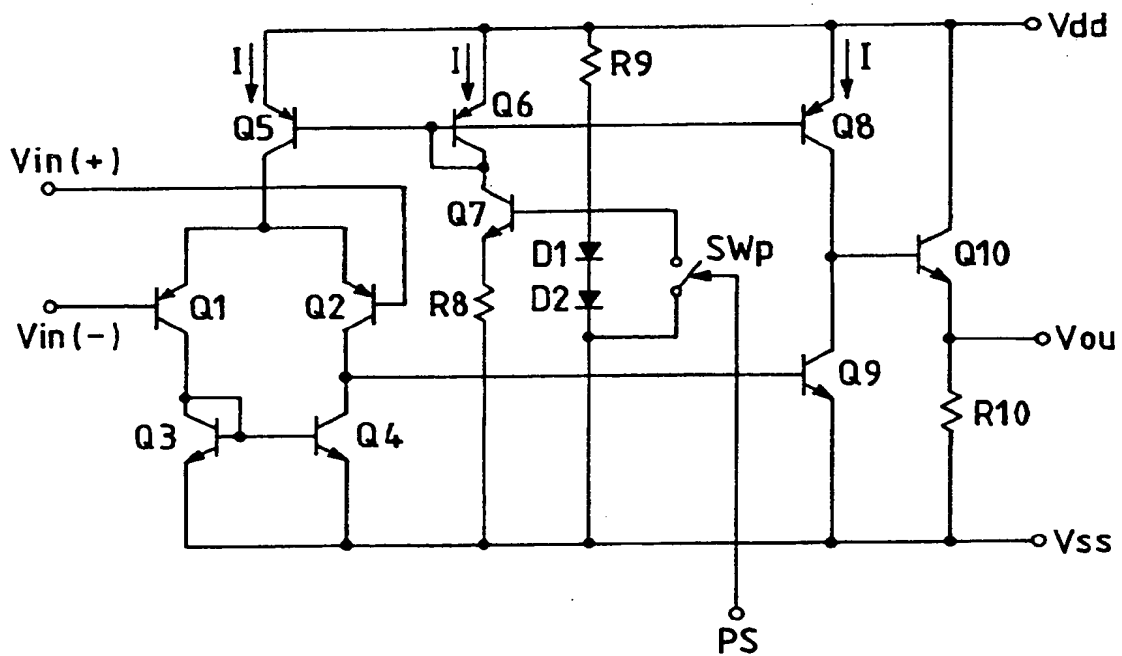 Vdd
I
I
I
R9
Q6
Q5
Q8
Vin(+)
Q7
SWp
D1
Q10
D2
Q1
Q2
R8
Vin(-)
Vou
Q9
R10
Q3
Q4
Vss
PS